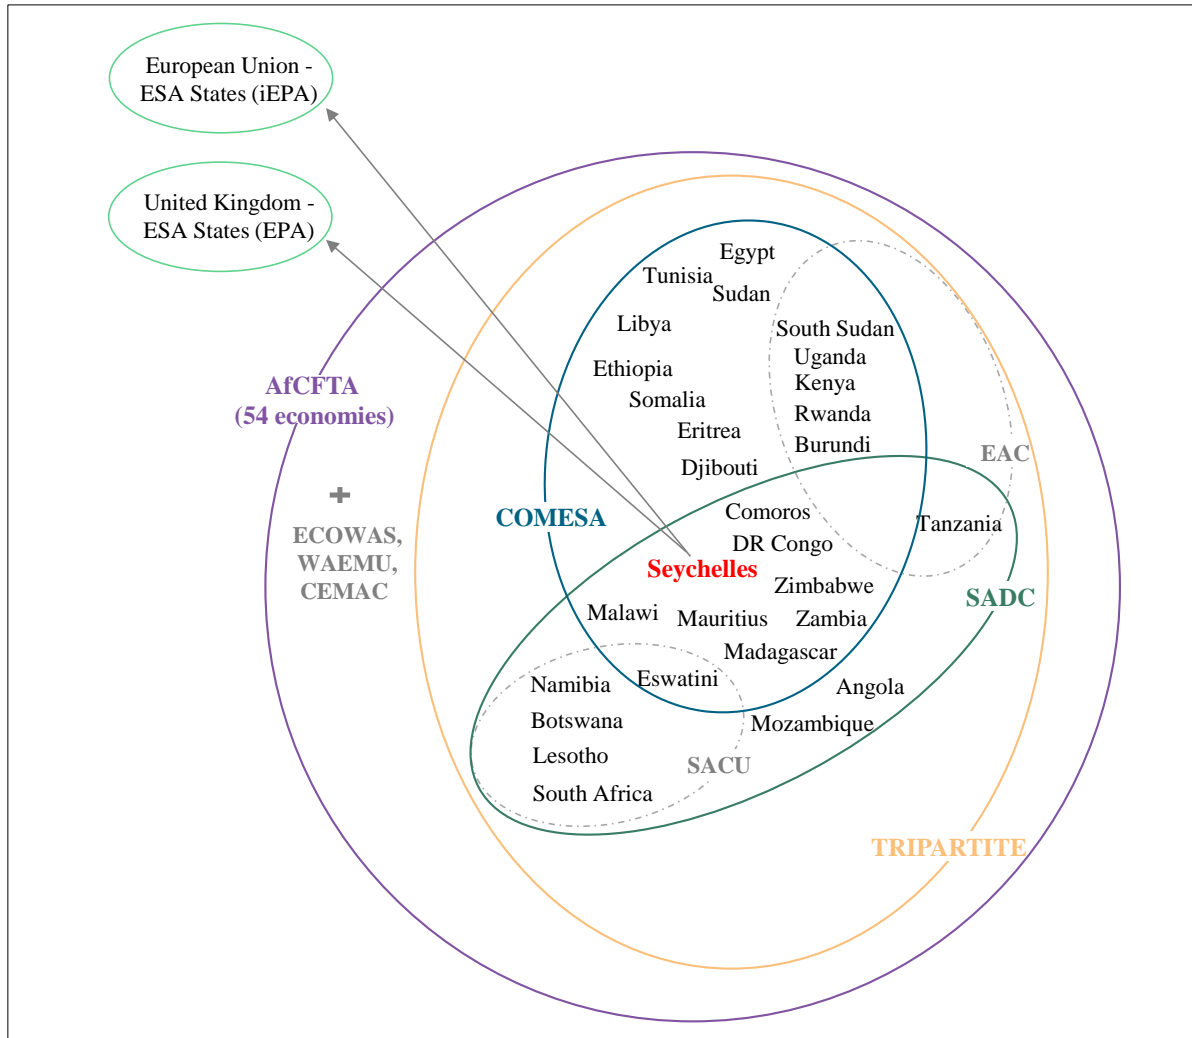 European Union -
ESA States (iEPA)
United Kingdom -
ESA States (EPA)
Egypt
Tunisia
Sudan
Libya
South Sudan
Uganda
Ethiopia
Kenya
AfCFTA
(54 economies)
Somalia
Rwanda
Eritrea
Burundi
EAC
Djibouti
COMESA
Comoros
Tanzania
ECOWAS,
WAEMU,
CEMAC
DR Congo
Seychelles
Zimbabwe
SADC
Malawi
Mauritius
Zambia
Madagascar
Namibia
Eswatini
Angola
Botswana
Mozambique
Lesotho
SACU
South Africa
TRIPARTITE